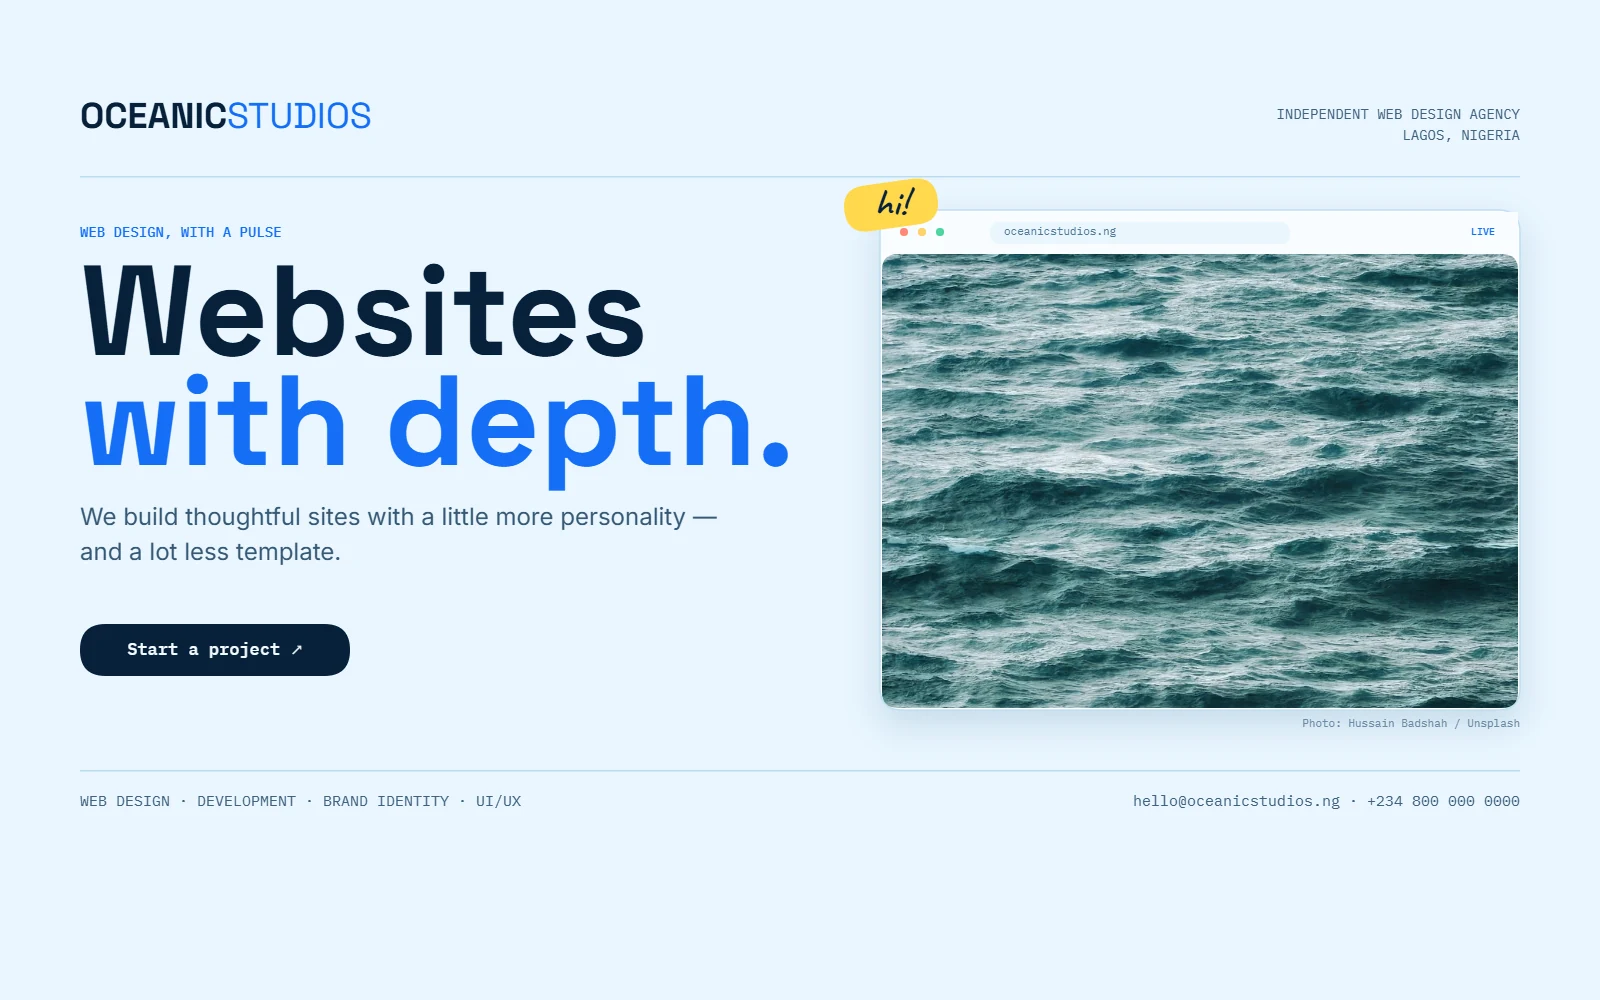 OCEANICSTUDIOS
INDEPENDENT WEB DESIGN AGENCY
LAGOS, NIGERIA
WEB DESIGN, WITH A PULSE
Websites
with depth.
We build thoughtful sites with a little more personality —
and a lot less template.
Start a project ↗
hi!
oceanicstudios.ng
LIVE
Photo: Hussain Badshah / Unsplash
WEB DESIGN · DEVELOPMENT · BRAND IDENTITY · UI/UX
hello@oceanicstudios.ng · +234 800 000 0000